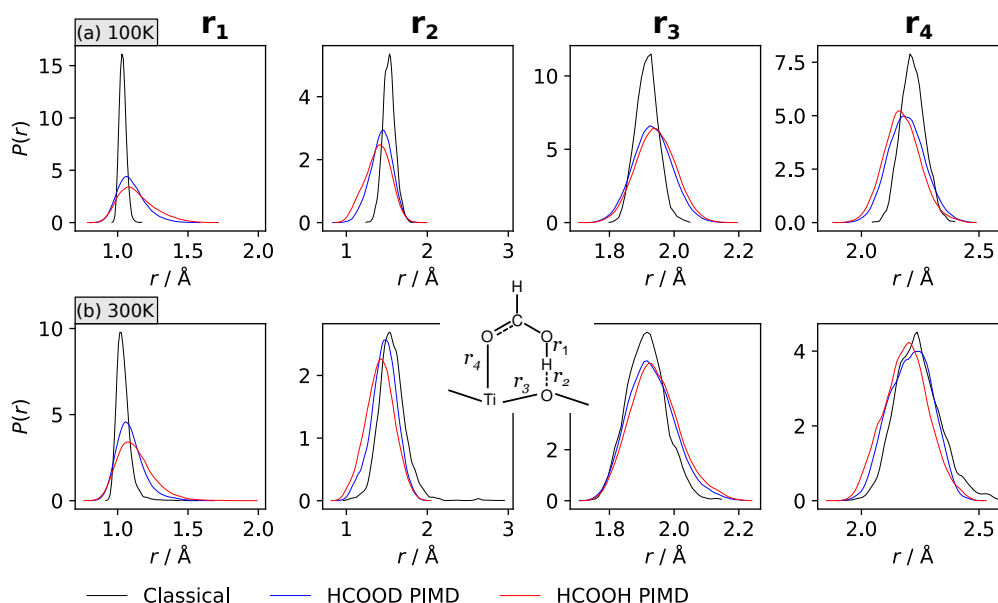 (a) 100K r₁ r₂ r₃ r₄
P(r)
15
10
5
0
4
2
0
10
5
0
7.5
5.0
2.5
0.0
1.0 1.5 2.0 1 2 3 1.8 2.0 2.2 2.0 2.5
r / Å r / Å r / Å r / Å
(b) 300K
P(r)
10
5
0
2
1
0
2
0
4
2
0
H
O C O
r₄ r₁
H
r₃ r₂
Ti O
1.0 1.5 2.0 1 2 3 1.8 2.0 2.2 2.0 2.5
r / Å r / Å r / Å r / Å
Classical HCOOD PIMD HCOOH PIMD